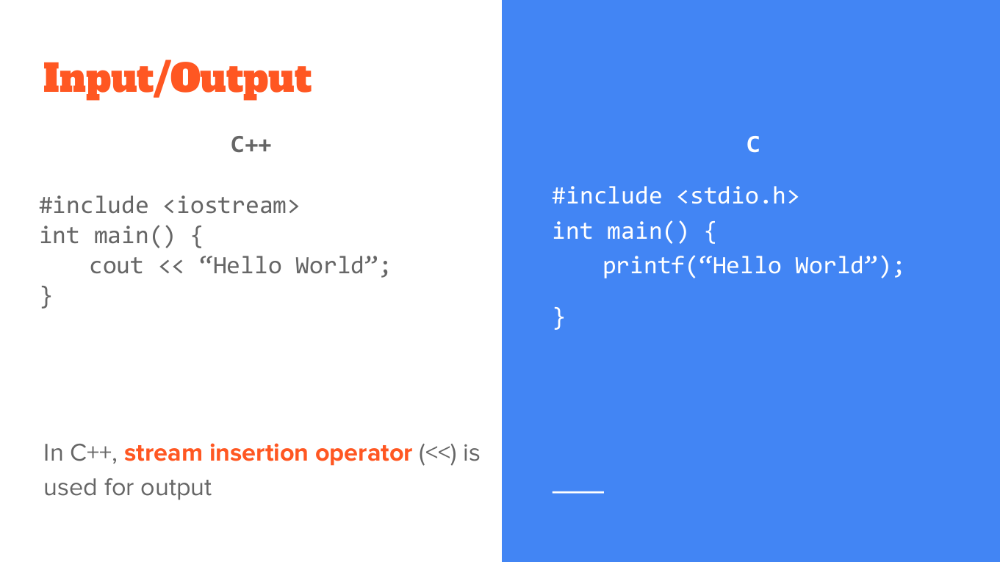 Input/Output
C++
#include <iostream>
int main() {
cout << “Hello World”;
}
In C++, stream insertion operator (<<) is
used for output
C
#include <stdio.h>
int main() {
printf(“Hello World”);
}